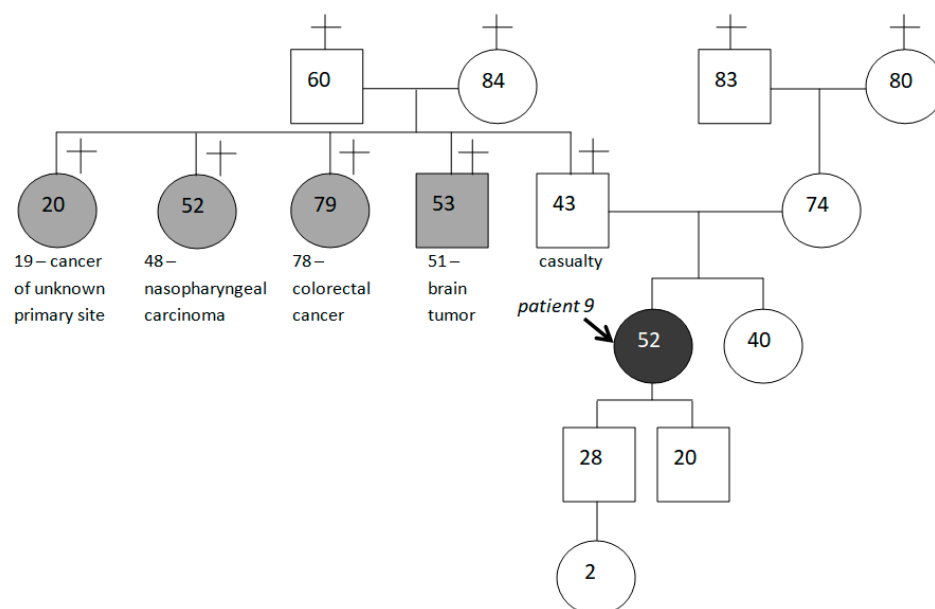 60
84
83
80
20
52
79
53
43
74
19 – cancer
of unknown
primary site
48 –
nasopharyngeal
carcinoma
78 –
colorectal
cancer
51 –
brain
tumor
casualty
patient 9
52
40
28
20
2